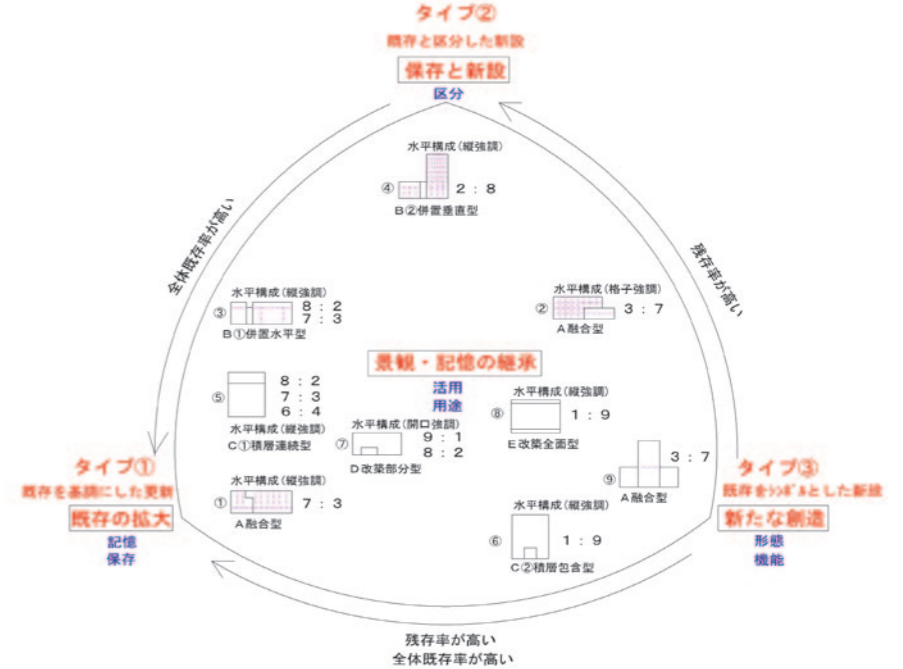 タイプ②
既存と区分した新設
保存と新設
区分
水平構成(縦強調)
④ 2：8
B②併置垂直型
全体既存率が高い
残存率が高い
水平構成(縦強調)
③ 8：2
7：3
B①併置水平型
水平構成(格子強調)
② 3：7
A融合型
景観・記憶の継承
活用
用途
⑤ 8：2
7：3
6：4
水平構成(縦強調)
C①積層連続型
水平構成(開口強調)
⑦ 9：1
8：2
D改築部分型
水平構成(縦強調)
⑧ 1：9
E改築全面型
3：7
⑨
A融合型
タイプ①
既存を基調にした更新
既存の拡大
記憶
保存
水平構成(縦強調)
① 7：3
A融合型
水平構成(縦強調)
⑥ 1：9
C②積層包含型
タイプ③
既存をｼﾝﾎﾞﾙとした新設
新たな創造
形態
機能
残存率が高い
全体既存率が高い